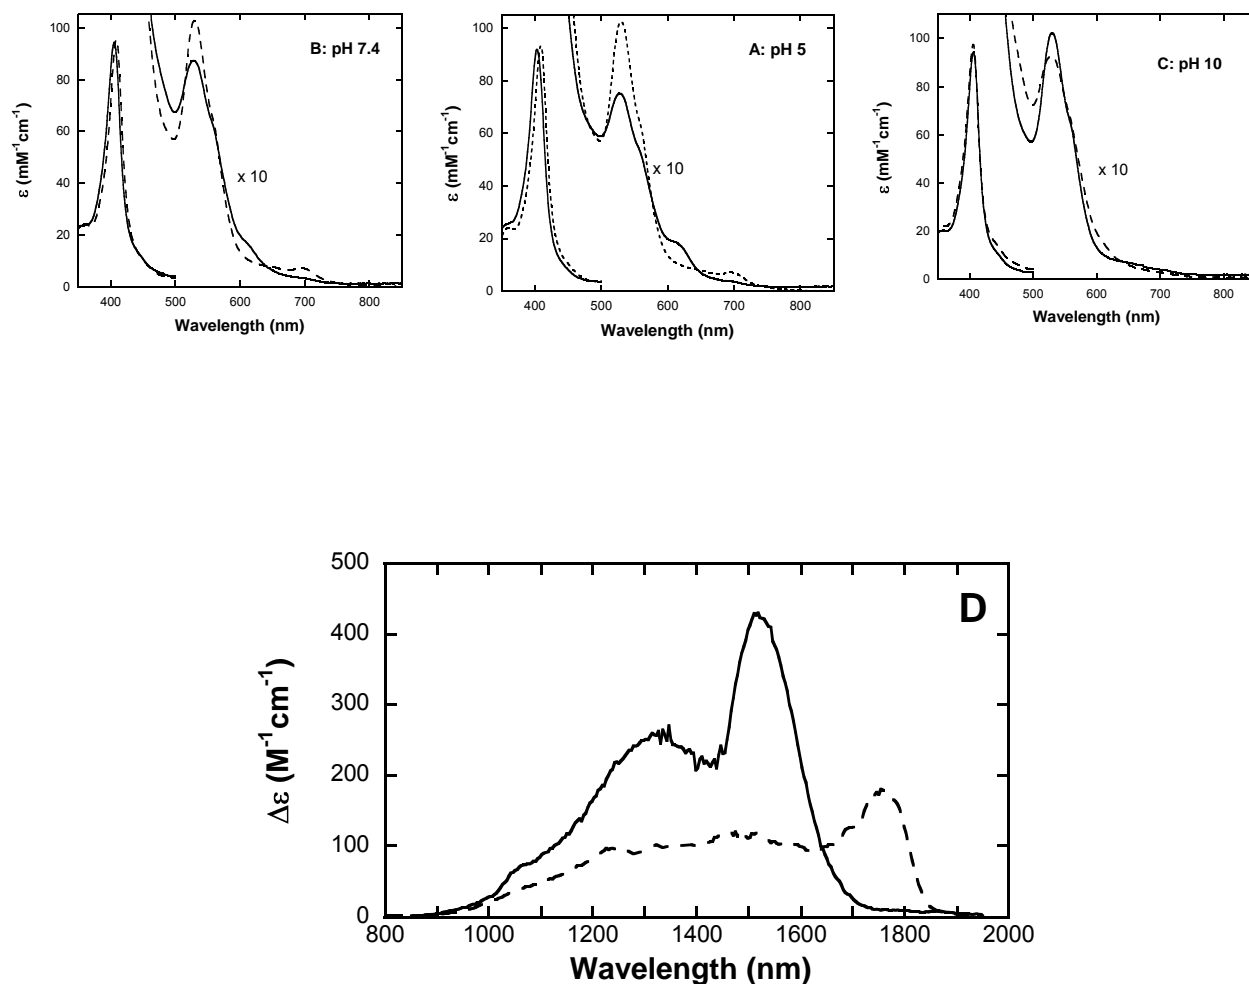 B: pH 7.4
100
80
60
40
20
0
ε (mM⁻¹cm⁻¹)
x 10
400 500 600 700 800
Wavelength (nm)
A: pH 5
100
80
60
40
20
0
ε (mM⁻¹cm⁻¹)
x 10
400 500 600 700 800
Wavelength (nm)
C: pH 10
100
80
60
40
20
0
ε (mM⁻¹cm⁻¹)
x 10
400 500 600 700 800
Wavelength (nm)
D
500
400
300
200
100
0
Δε (M⁻¹cm⁻¹)
800 1000 1200 1400 1600 1800 2000
Wavelength (nm)